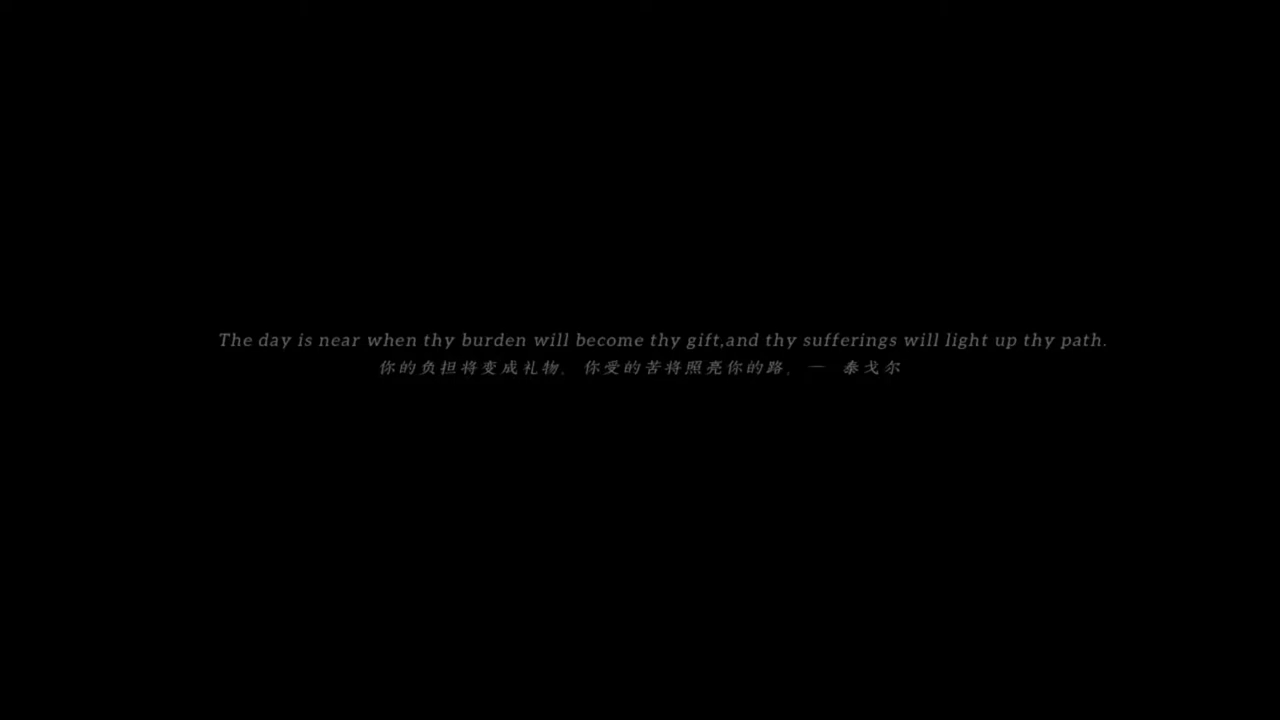 The day is near when thy burden will become thy gift,and thy sufferings will light up thy path.
你的负担将变成礼物，你受的苦将照亮你的路。— 泰戈尔